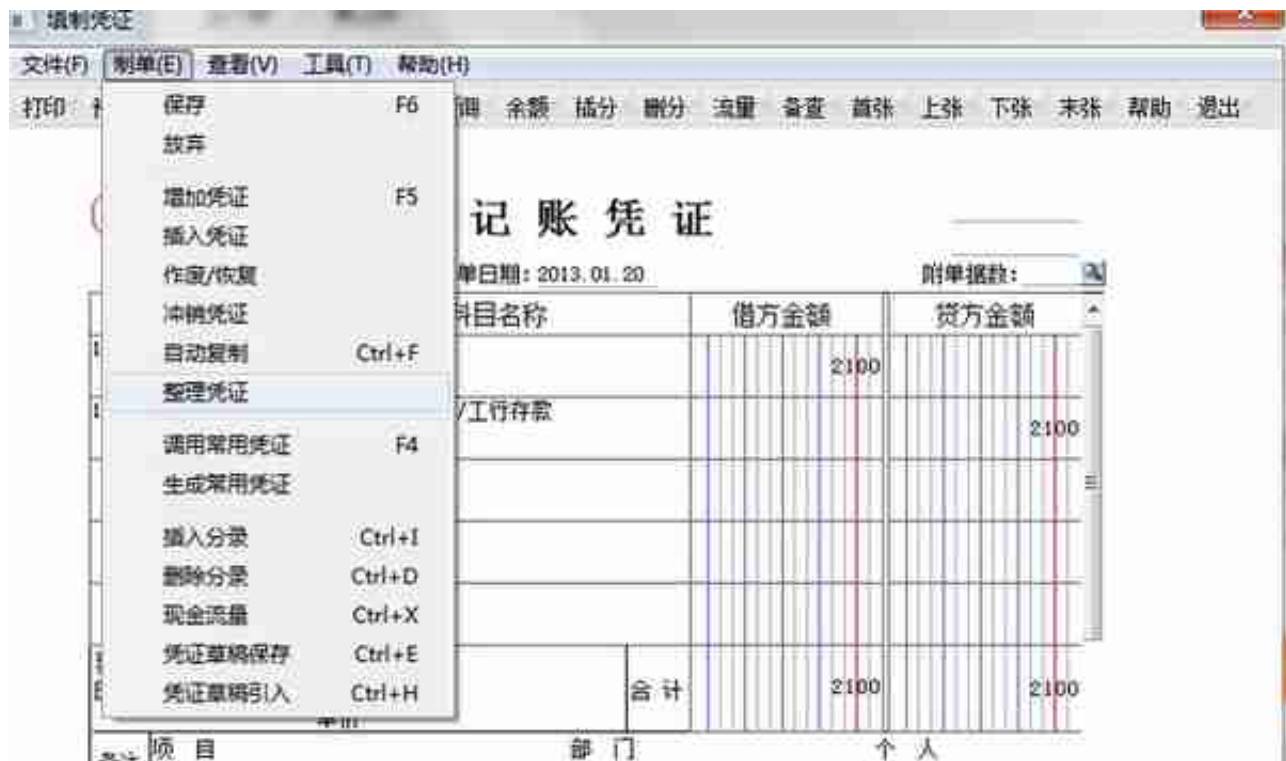 填制凭证
文件(F) 制单(E) 查看(V) 工具(T) 帮助(H)
打印 余额 插分 删分 流量 备查 首张 上张 下张 末张 帮助 退出
保存 F6
放弃
增加凭证 F5
插入凭证
作废/恢复
冲销凭证
自动复制 Ctrl+F
整理凭证
调用常用凭证 F4
生成常用凭证
插入分录 Ctrl+I
删除分录 Ctrl+D
现金流量 Ctrl+X
凭证草稿保存 Ctrl+E
凭证草稿引入 Ctrl+H
记账凭证
单日期: 2013.01.20 附单据数:
科目名称 借方金额 贷方金额
2100
/工行存款 2100
合计 2100 2100
单价
备注 项目 部门 个人